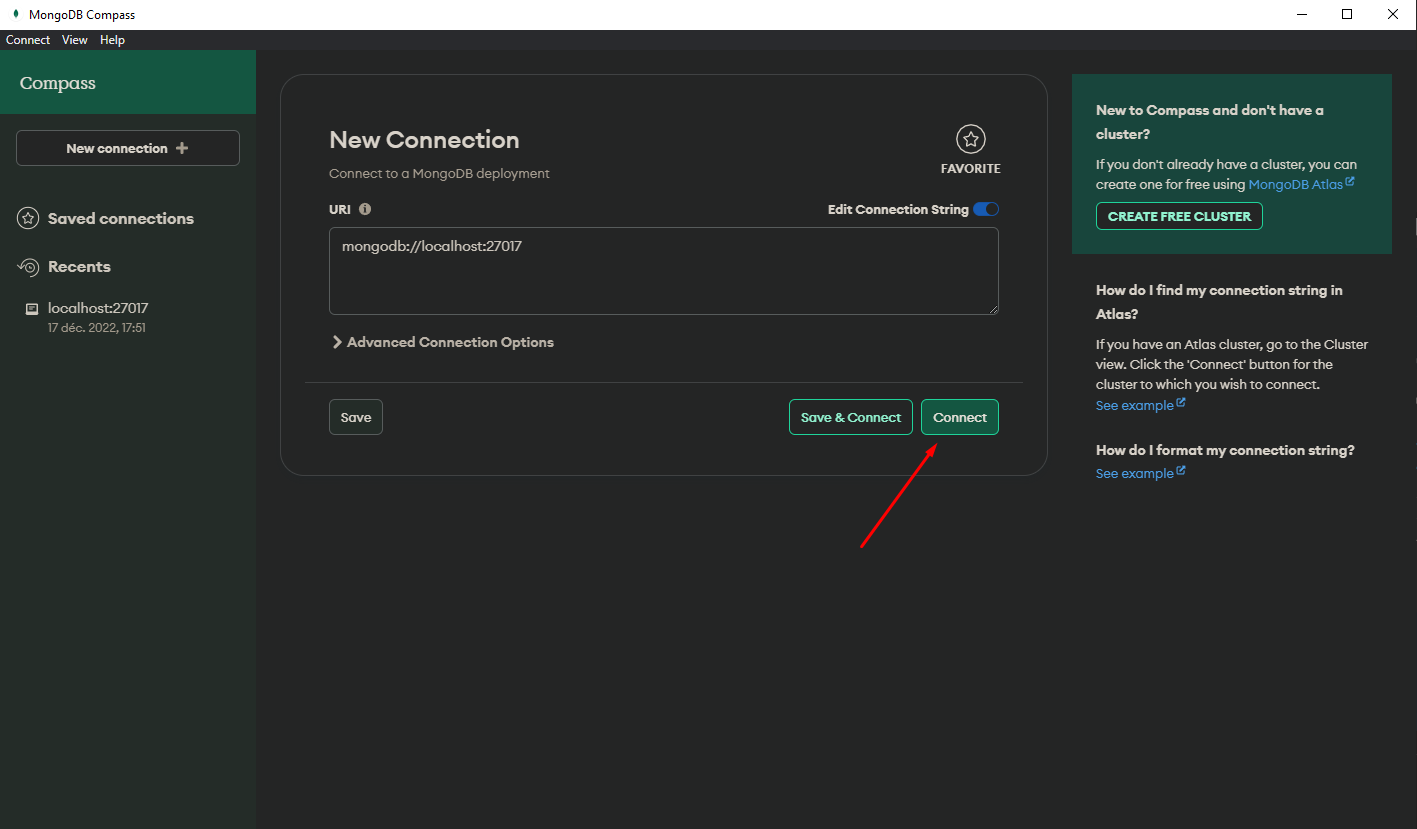 MongoDB Compass
Connect View Help
Compass
New connection
Saved connections
Recents
localhost:27017
17 déc. 2022, 17:51
New Connection
Connect to a MongoDB deployment
FAVORITE
URI
Edit Connection String
mongodb://localhost:27017
Advanced Connection Options
Save
Save & Connect
Connect
New to Compass and don't have a
cluster?
If you don't already have a cluster, you can
create one for free using MongoDB Atlas
CREATE FREE CLUSTER
How do I find my connection string in
Atlas?
If you have an Atlas cluster, go to the Cluster
view. Click the 'Connect' button for the
cluster to which you wish to connect.
See example
How do I format my connection string?
See example